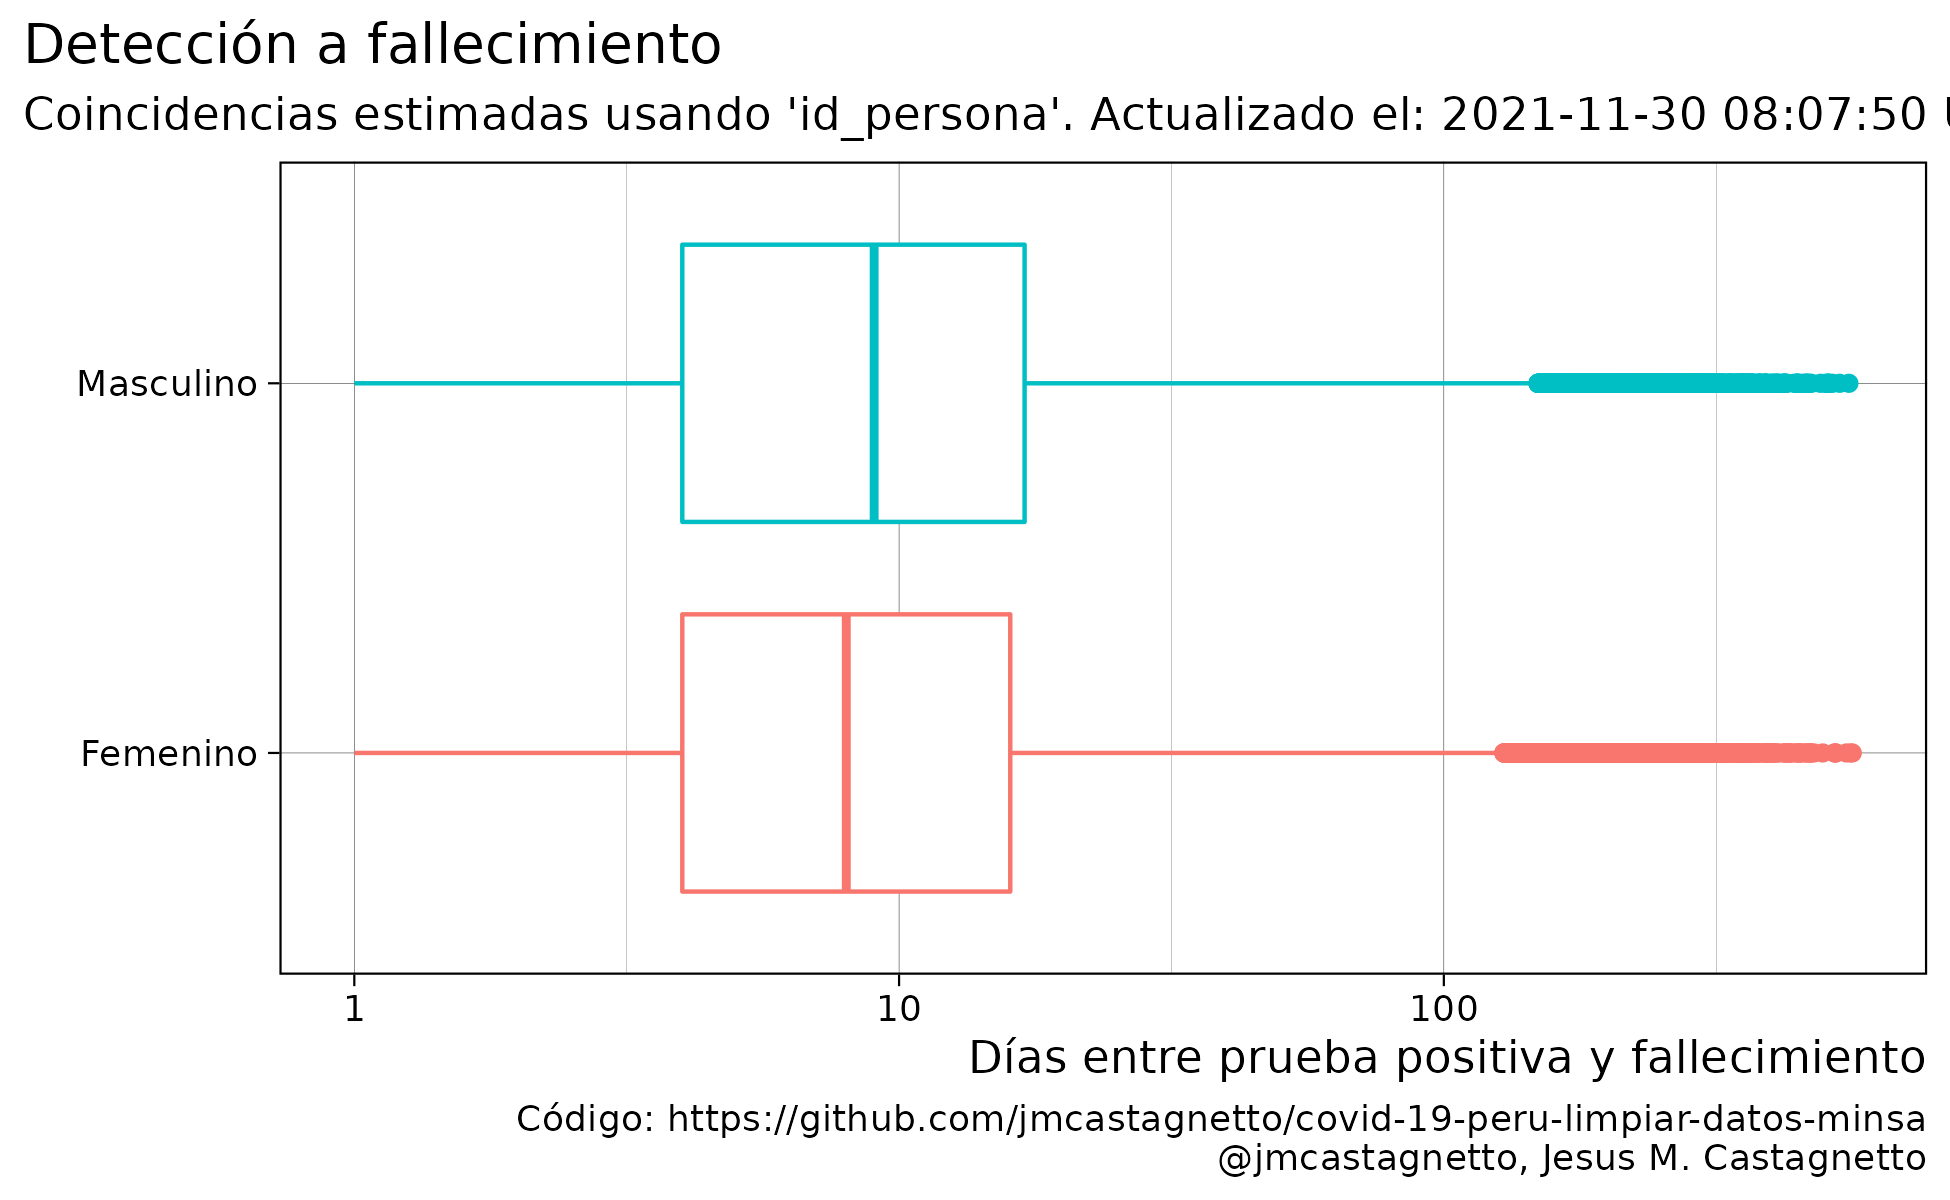 Detección a fallecimiento
Coincidencias estimadas usando 'id_persona'. Actualizado el: 2021-11-30 08:07:50
Masculino
Femenino
1 10 100
Días entre prueba positiva y fallecimiento
Código: https://github.com/jmcastagnetto/covid-19-peru-limpiar-datos-minsa
@jmcastagnetto, Jesus M. Castagnetto